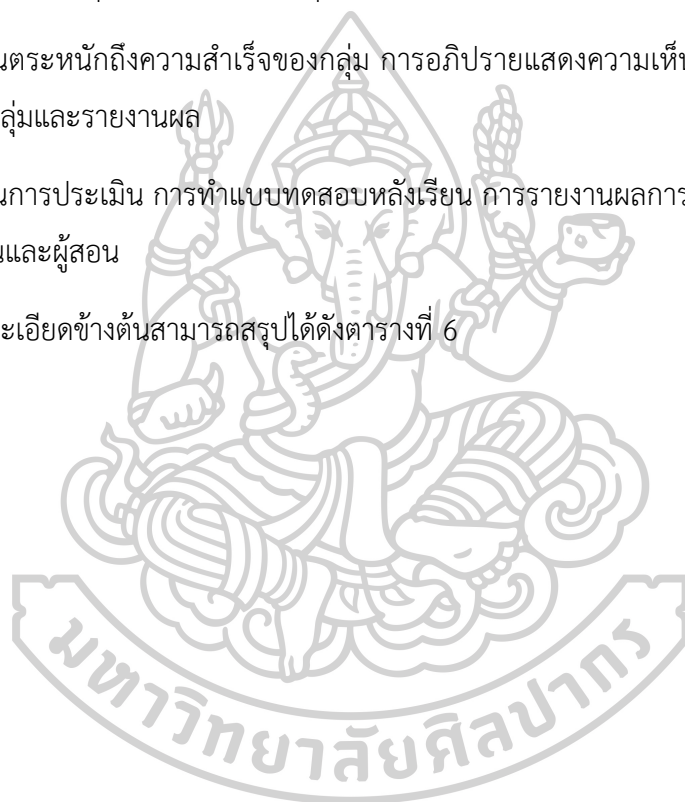 นตระหนักถึงความสำเร็จของกลุ่ม การอภิปรายแสดงความเห็น
ลุ่มและรายงานผล
นการประเมิน การทำแบบทดสอบหลังเรียน การรายงานผลการ
นและผู้สอน
ะเอียดข้างต้นสามารถสรุปได้ดังตารางที่ 6
มหาวิทยาลัยศิลปากร